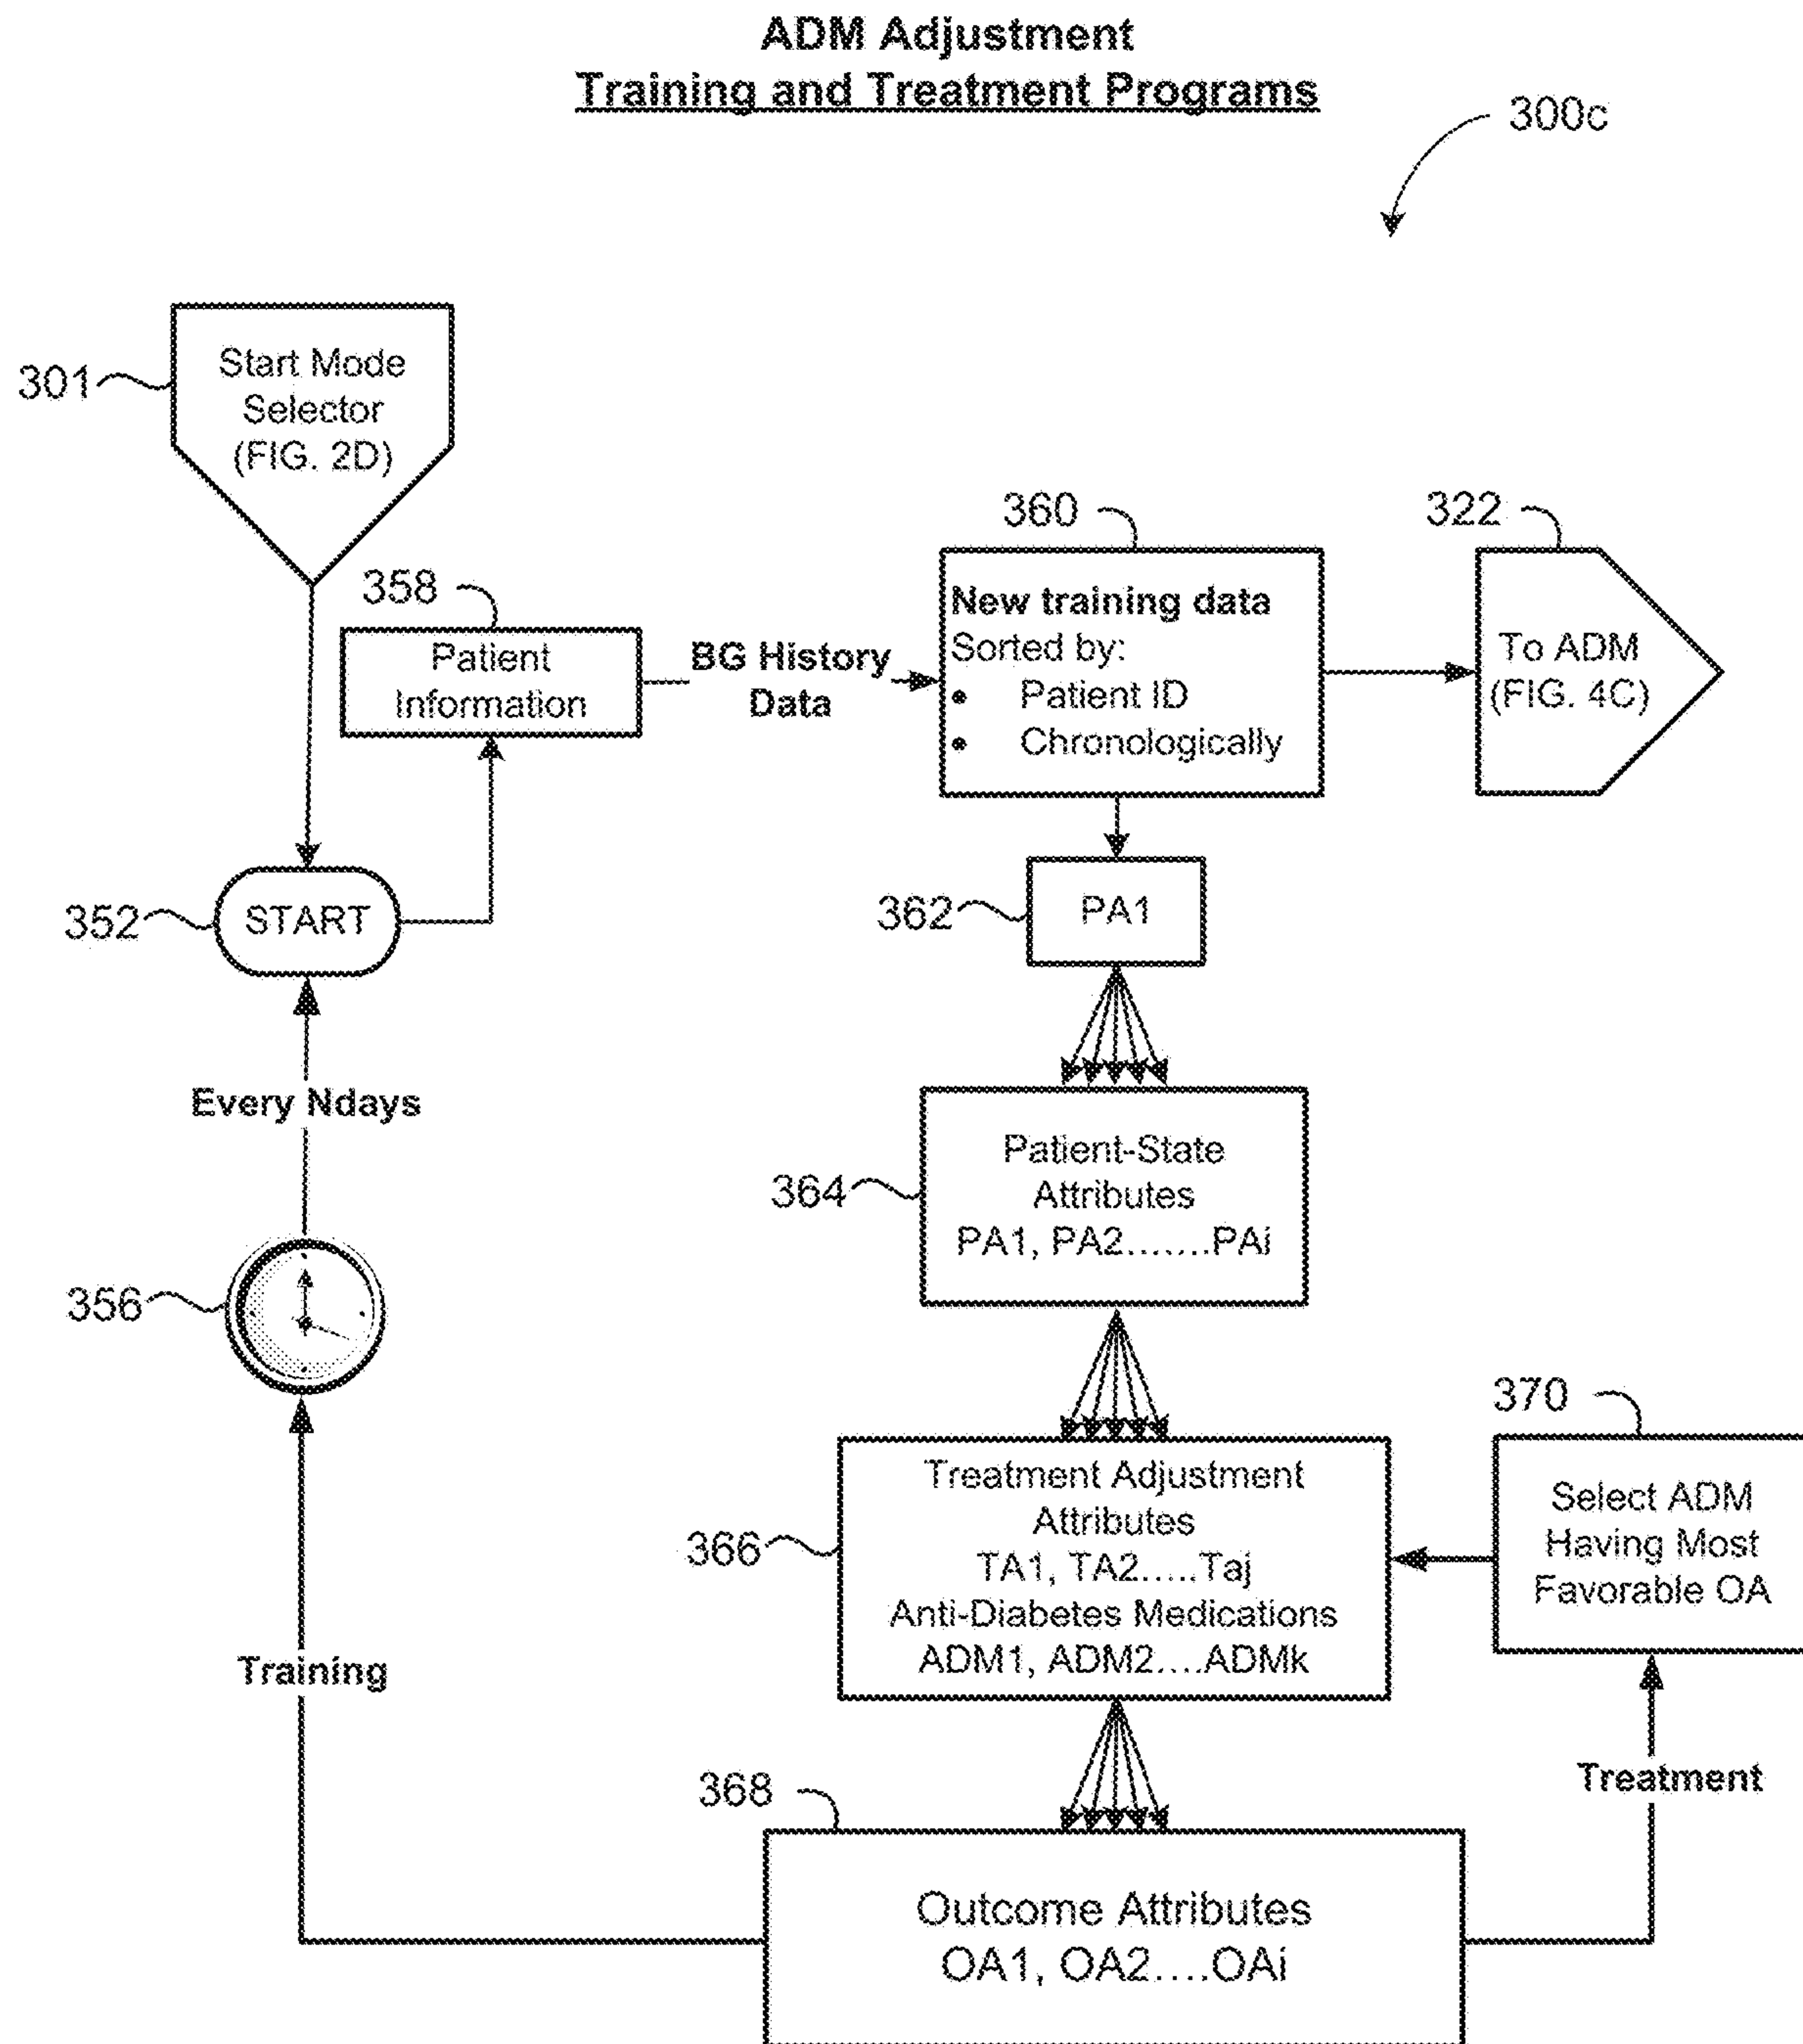 ADM Adjustment
Training and Treatment Programs
300c
301
Start Mode
Selector
(FIG. 2D)
358
Patient
Information
BG History
Data
360
New training data
Sorted by:
• Patient ID
• Chronologically
322
To ADM
(FIG. 4C)
352
START
362
PA1
Every Ndays
364
Patient-State
Attributes
PA1, PA2.......PAi
356
370
Select ADM
Having Most
Favorable OA
366
Treatment Adjustment
Attributes
TA1, TA2.....Taj
Anti-Diabetes Medications
ADM1, ADM2....ADMk
Training
Treatment
368
Outcome Attributes
OA1, OA2....OAi